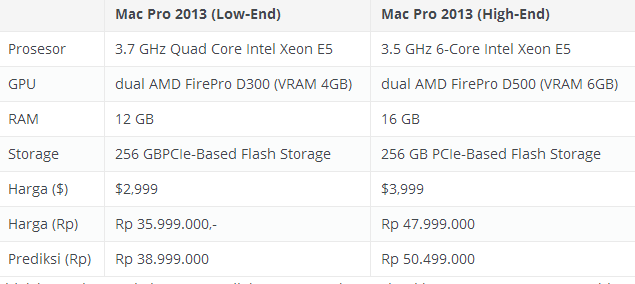 Mac Pro 2013 (Low-End) Mac Pro 2013 (High-End)
Prosesor 3.7 GHz Quad Core Intel Xeon E5 3.5 GHz 6-Core Intel Xeon E5
GPU dual AMD FirePro D300 (VRAM 4GB) dual AMD FirePro D500 (VRAM 6GB)
RAM 12 GB 16 GB
Storage 256 GBPCIe-Based Flash Storage 256 GB PCIe-Based Flash Storage
Harga ($) $2,999 $3,999
Harga (Rp) Rp 35.999.000,- Rp 47.999.000
Prediksi (Rp) Rp 38.999.000 Rp 50.499.000